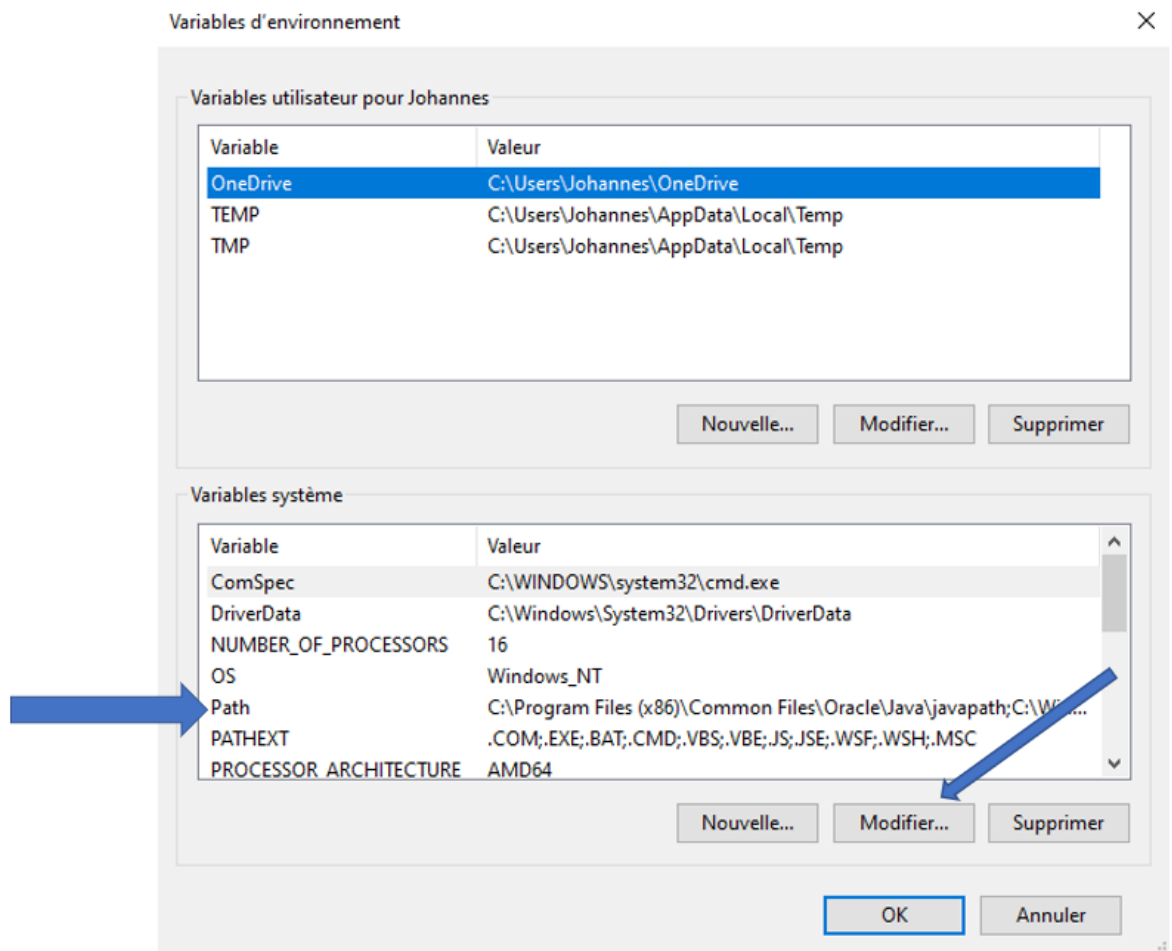 Variables d’environnement
Variables utilisateur pour Johannes
Variable Valeur
OneDrive C:\Users\Johannes\OneDrive
TEMP C:\Users\Johannes\AppData\Local\Temp
TMP C:\Users\Johannes\AppData\Local\Temp
Nouvelle... Modifier... Supprimer
Variables système
Variable Valeur
ComSpec C:\WINDOWS\system32\cmd.exe
DriverData C:\Windows\System32\Drivers\DriverData
NUMBER_OF_PROCESSORS 16
OS Windows_NT
Path C:\Program Files (x86)\Common Files\Oracle\Java\javapath;C:\Win...
PATHEXT .COM;.EXE;.BAT;.CMD;.VBS;.VBE;.JS;.JSE;.WSF;.WSH;.MSC
PROCESSOR_ARCHITECTURE AMD64
Nouvelle... Modifier... Supprimer
OK Annuler